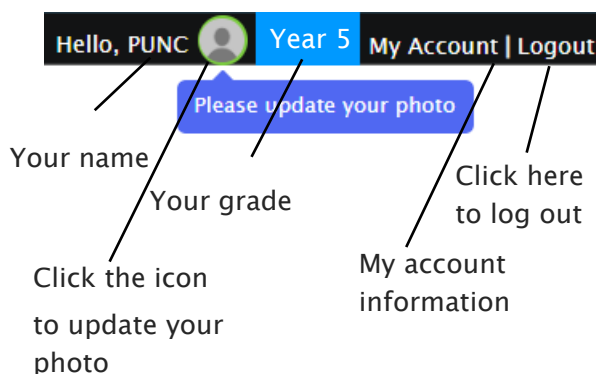 Hello, PUNC Year 5 My Account | Logout
Please update your photo
Your name
Your grade
Click here
to log out
Click the icon
to update your
photo
My account
information